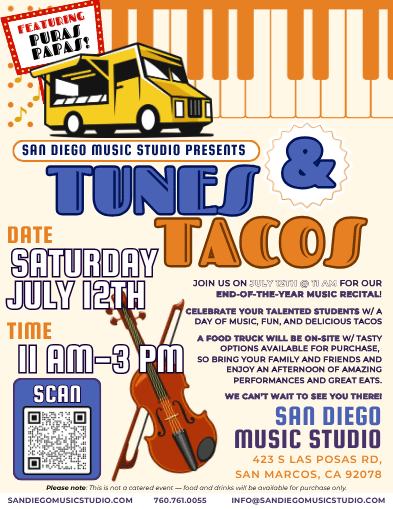 FEATURING
PURAS
PAPAS!
SAN DIEGO MUSIC STUDIO PRESENTS
TUNES &
TACOS
DATE
SATURDAY
JULY 12TH
TIME
11 AM–3 PM
SCAN
JOIN US ON JULY 12TH @ 11 AM FOR OUR
END-OF-THE-YEAR MUSIC RECITAL!
CELEBRATE YOUR TALENTED STUDENTS W/ A
DAY OF MUSIC, FUN, AND DELICIOUS TACOS
A FOOD TRUCK WILL BE ON-SITE W/ TASTY
OPTIONS AVAILABLE FOR PURCHASE,
SO BRING YOUR FAMILY AND FRIENDS AND
ENJOY AN AFTERNOON OF AMAZING
PERFORMANCES AND GREAT EATS.
WE CAN'T WAIT TO SEE YOU THERE!
SAN DIEGO
MUSIC STUDIO
423 S LAS POSAS RD,
SAN MARCOS, CA 92078
Please note: This is not a catered event — food and drinks will be available for purchase.
SANDIEGOMUSICSTUDIO.COM 760.761.0055 INFO@SANDIEGOMUSICSTUDIO.COM